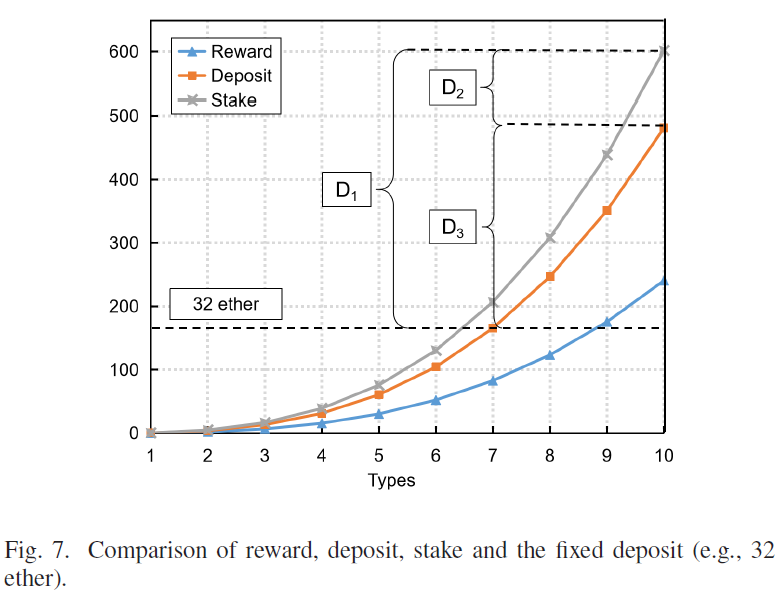 600
500
400
300
200
100
0
Reward
Deposit
Stake
D1
D2
D3
32 ether
1 2 3 4 5 6 7 8 9 10
Types
Fig. 7. Comparison of reward, deposit, stake and the fixed deposit (e.g., 32
ether).